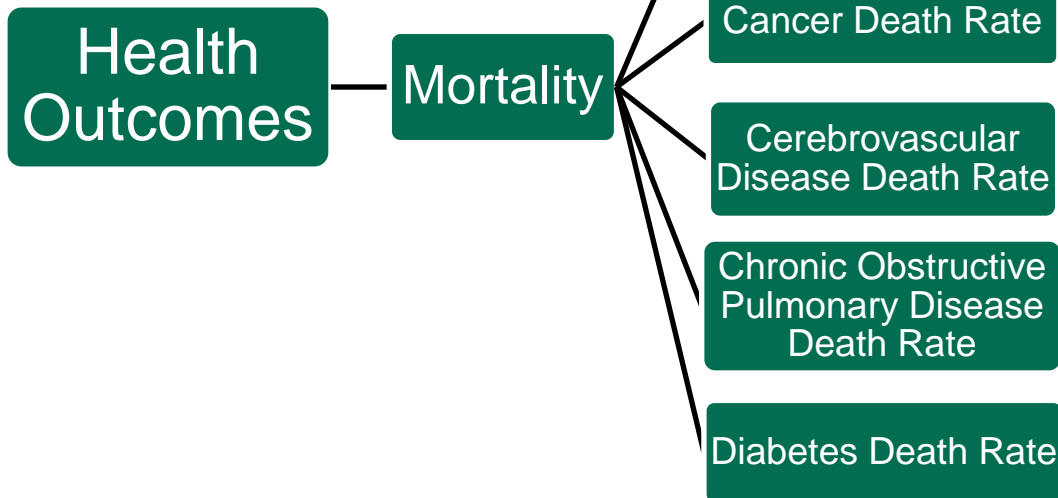 Health
Outcomes
Mortality
Cancer Death Rate
Cerebrovascular
Disease Death Rate
Chronic Obstructive
Pulmonary Disease
Death Rate
Diabetes Death Rate